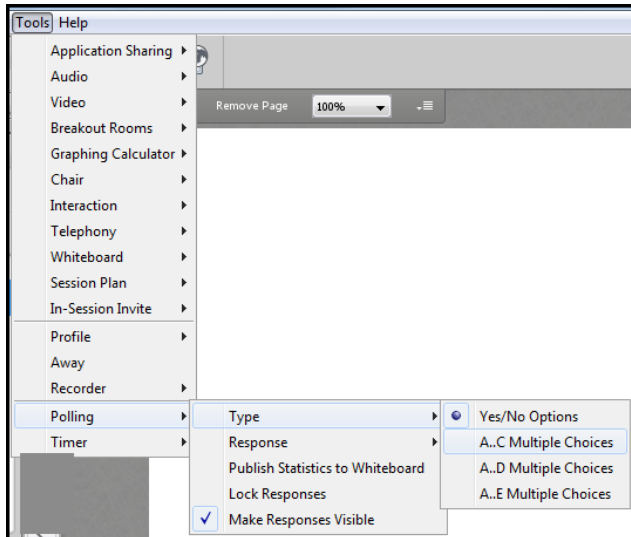 Tools Help
Application Sharing
Audio
Video
Remove Page 100%
Breakout Rooms
Graphing Calculator
Chair
Interaction
Telephony
Whiteboard
Session Plan
In-Session Invite
Profile
Away
Recorder
Polling
Timer
Type
Response
Publish Statistics to Whiteboard
Lock Responses
Make Responses Visible
Yes/No Options
A..C Multiple Choices
A..D Multiple Choices
A..E Multiple Choices